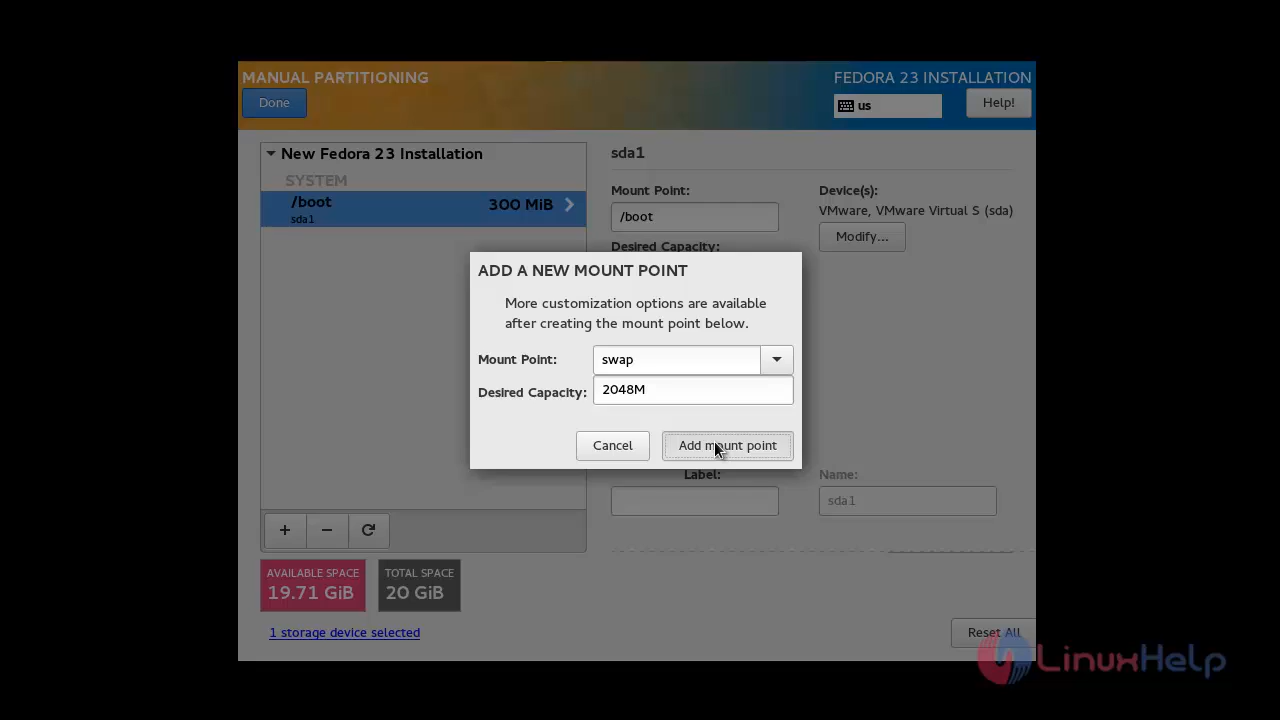 MANUAL PARTITIONING
FEDORA 23 INSTALLATION
Done
us
Help!
New Fedora 23 Installation
SYSTEM
/boot
300 MiB
sda1
sda1
Mount Point:
Device(s):
/boot
VMware, VMware Virtual S (sda)
Modify...
Desired Capacity:
ADD A NEW MOUNT POINT
More customization options are available
after creating the mount point below.
Mount Point:
swap
Desired Capacity:
2048M
Cancel
Add mount point
Label:
Name:
sda1
AVAILABLE SPACE
19.71 GiB
TOTAL SPACE
20 GiB
1 storage device selected
Reset All
LinuxHelp